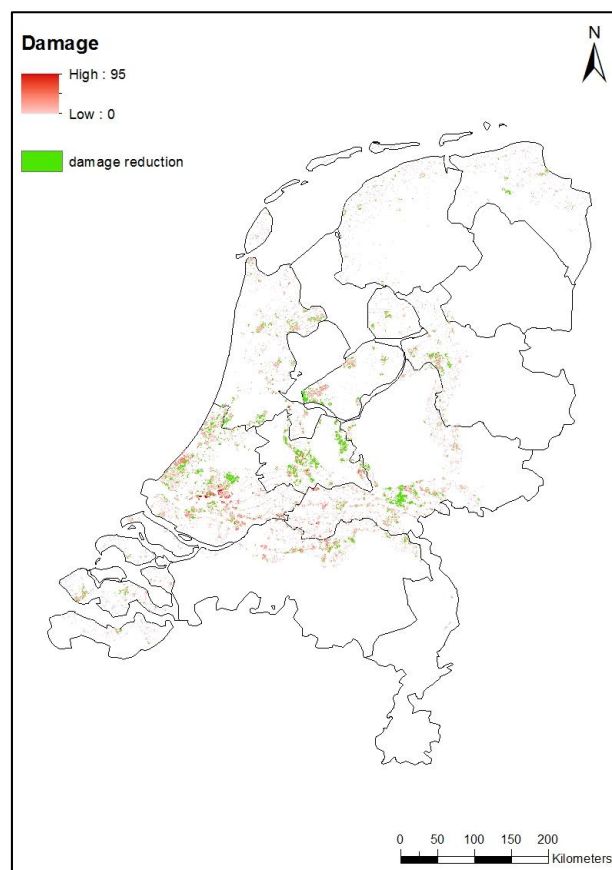 Damage
High : 95
Low : 0
damage reduction
N
0 50 100 150 200
Kilometers